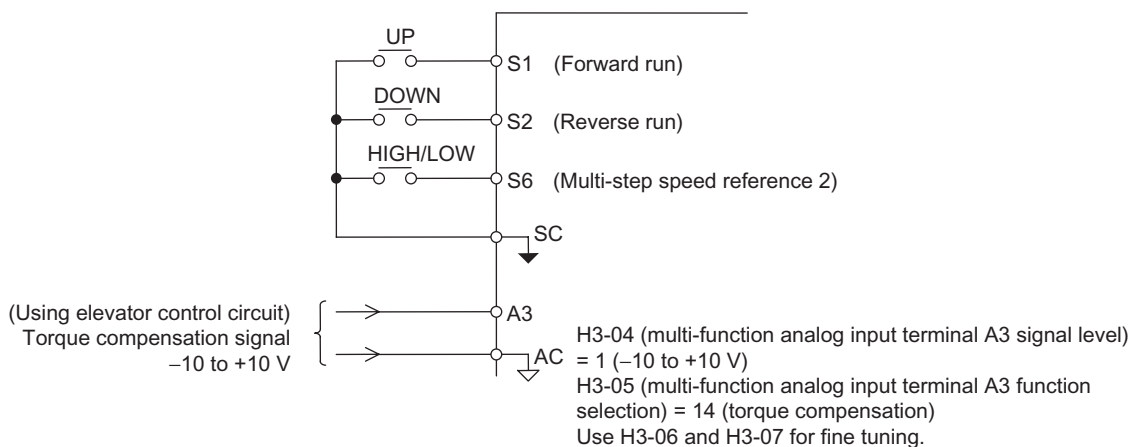 UP
S1 (Forward run)
DOWN
S2 (Reverse run)
HIGH/LOW
S6 (Multi-step speed reference 2)
SC
(Using elevator control circuit)
Torque compensation signal
−10 to +10 V
A3
AC
H3-04 (multi-function analog input terminal A3 signal level)
= 1 (−10 to +10 V)
H3-05 (multi-function analog input terminal A3 function
selection) = 14 (torque compensation)
Use H3-06 and H3-07 for fine tuning.